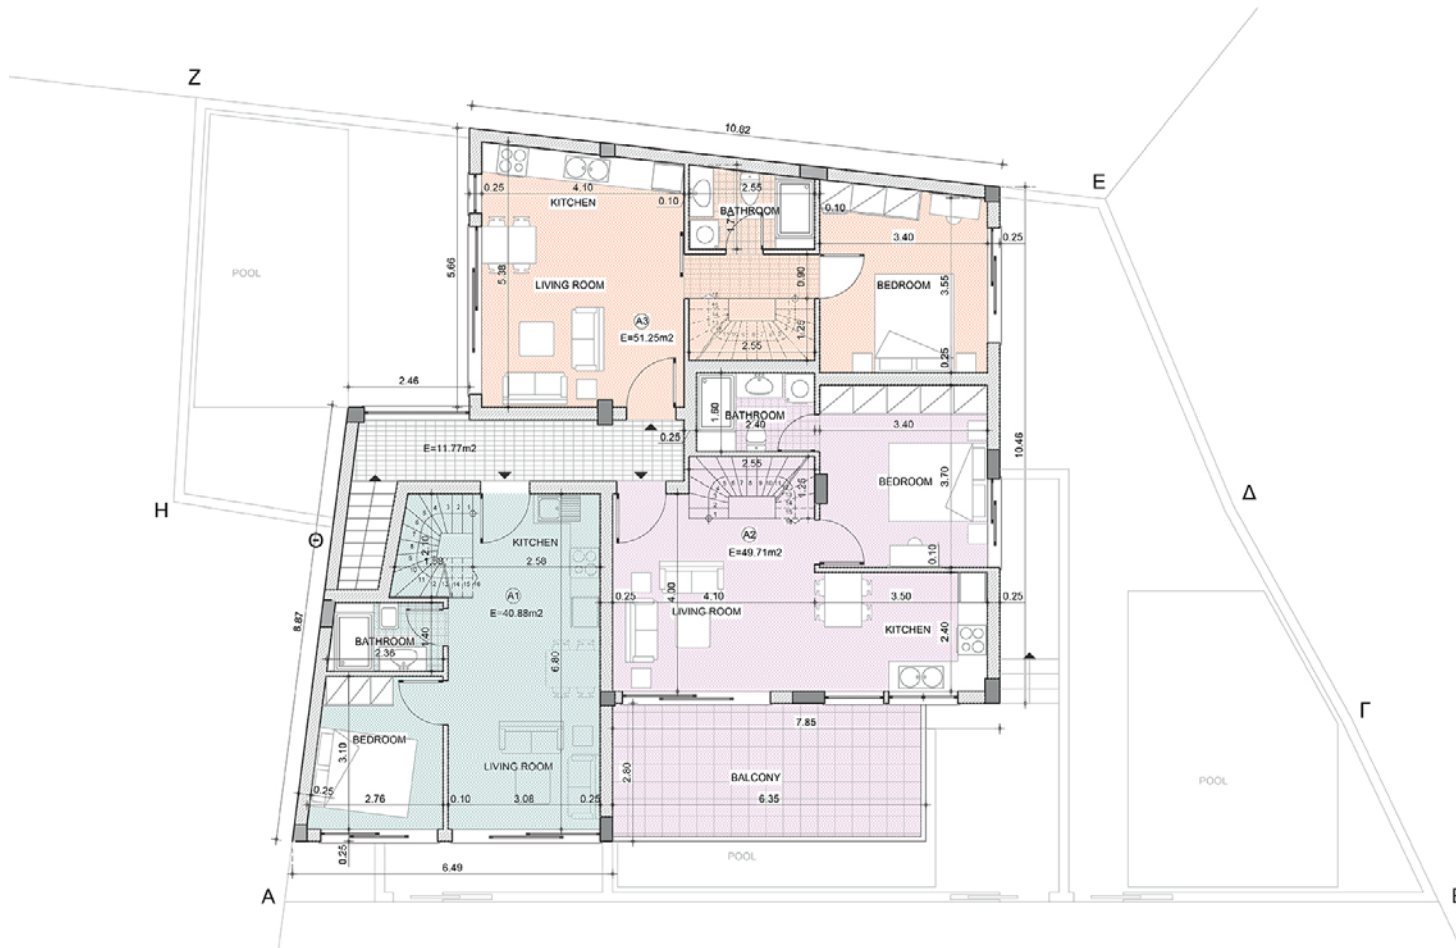 Z
10.82
E
0.25
4.10
KITCHEN
0.10
2.55
BATHROOM
0.10
3.40
0.25
POOL
5.66
5.38
LIVING ROOM
0.90
BEDROOM
3.55
A3
E=51.25m2
1.25
2.55
0.25
2.46
1.60
BATHROOM
2.40
3.40
0.25
10.46
E=11.77m2
2.55
1.25
BEDROOM
3.70
Δ
H
Θ
2.10
KITCHEN
2.58
A2
E=49.71m2
0.10
A1
E=40.88m2
0.25
4.10
4.00
LIVING ROOM
3.50
0.25
KITCHEN
2.40
8.87
BATHROOM
2.36
1.40
6.80
Γ
BEDROOM
3.10
LIVING ROOM
7.85
2.80
BALCONY
6.35
POOL
0.25
2.76
0.10
3.06
0.25
0.25
6.49
POOL
A